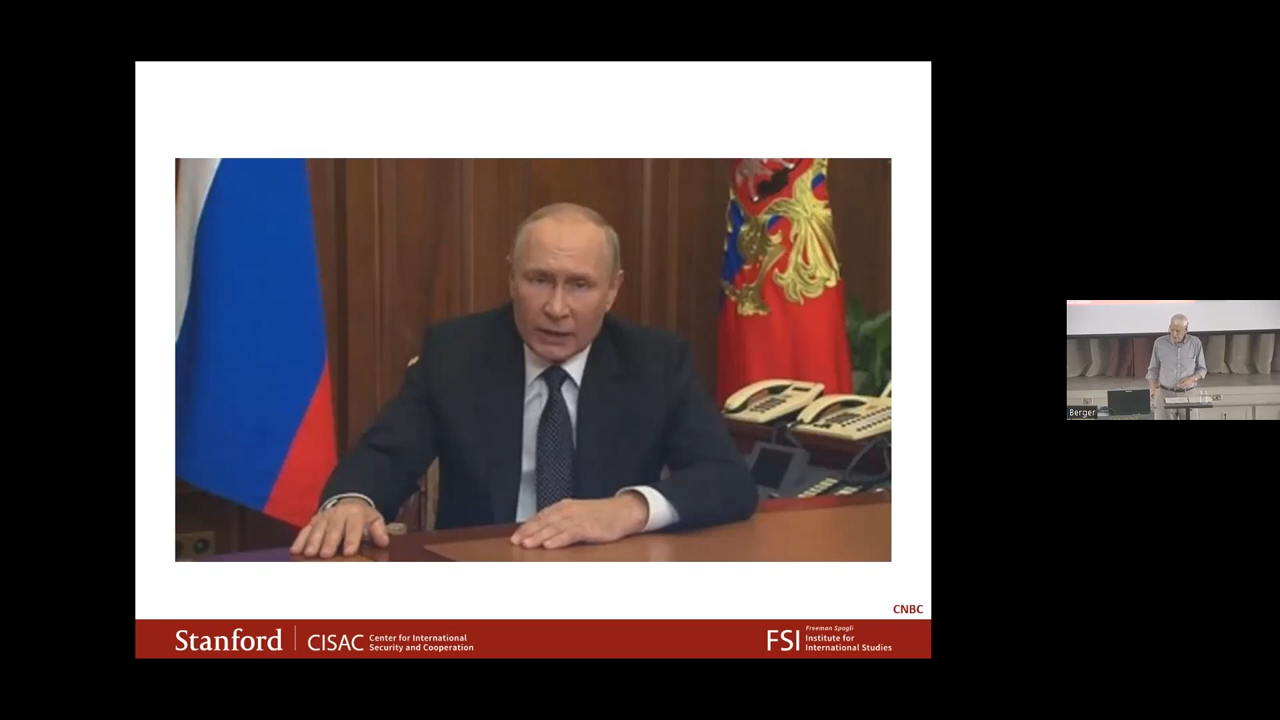 CNBC
Stanford
CISAC
Center for International
Security and Cooperation
FSI
Freeman Spogli
Institute for
International Studies
Berger